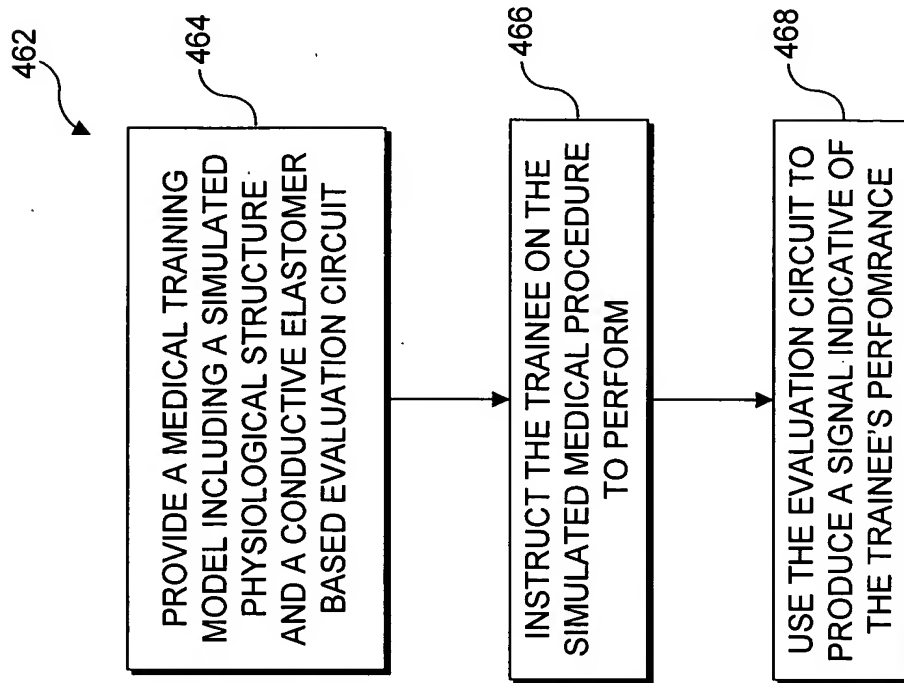 462
464
PROVIDE A MEDICAL TRAINING
MODEL INCLUDING A SIMULATED
PHYSIOLOGICAL STRUCTURE
AND A CONDUCTIVE ELASTOMER
BASED EVALUATION CIRCUIT
466
INSTRUCT THE TRAINEE ON THE
SIMULATED MEDICAL PROCEDURE
TO PERFORM
468
USE THE EVALUATION CIRCUIT TO
PRODUCE A SIGNAL INDICATIVE OF
THE TRAINEE'S PERFOMRANCE